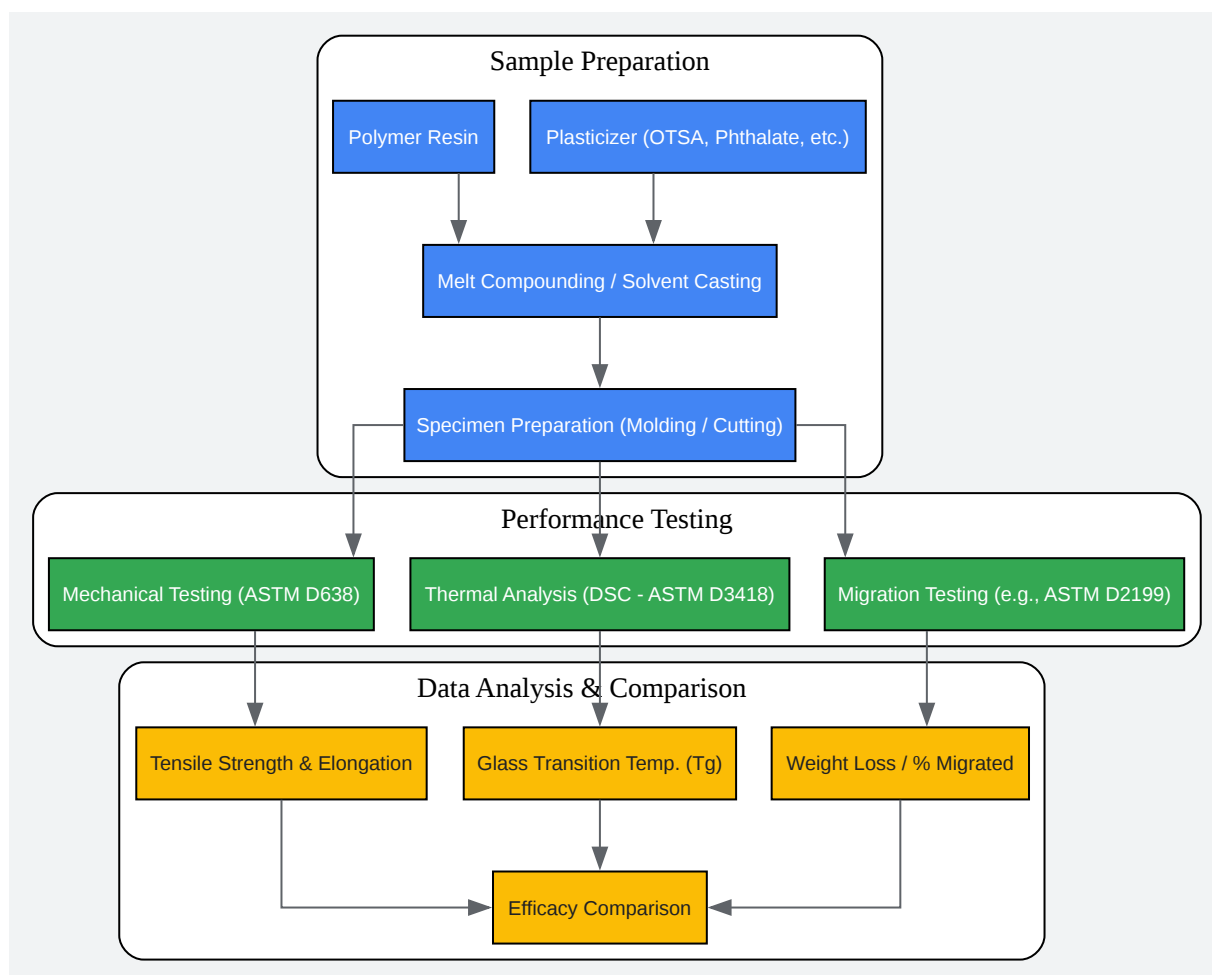 Sample Preparation
Polymer Resin
Plasticizer (OTSA, Phthalate, etc.)
Melt Compounding / Solvent Casting
Specimen Preparation (Molding / Cutting)
Performance Testing
Mechanical Testing (ASTM D638)
Thermal Analysis (DSC - ASTM D3418)
Migration Testing (e.g., ASTM D2199)
Data Analysis & Comparison
Tensile Strength & Elongation
Glass Transition Temp. (Tg)
Weight Loss / % Migrated
Efficacy Comparison